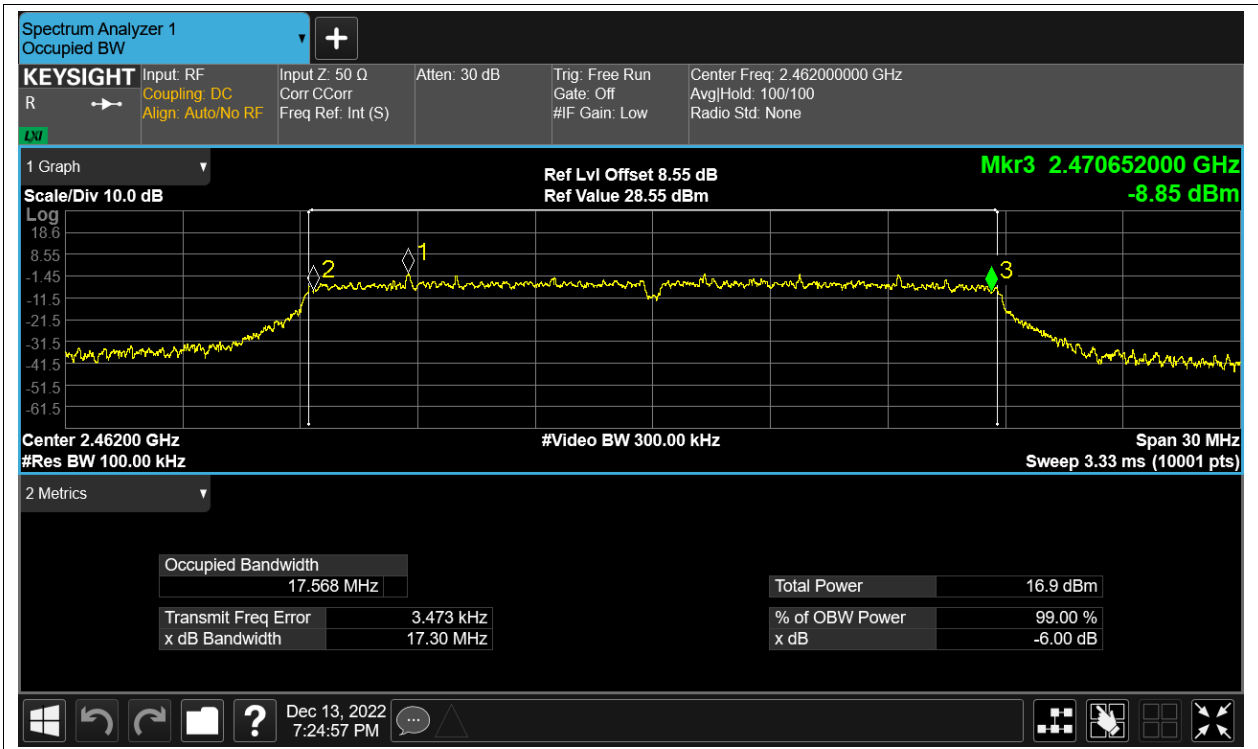 Spectrum Analyzer 1
Occupied BW
KEYSIGHT
R
LXI
Input: RF
Coupling: DC
Align: Auto/No RF
Input Z: 50 Ω
Corr CCorr
Freq Ref: Int (S)
Atten: 30 dB
Trig: Free Run
Gate: Off
#IF Gain: Low
Center Freq: 2.462000000 GHz
Avg|Hold: 100/100
Radio Std: None
1 Graph
Scale/Div 10.0 dB
Ref Lvl Offset 8.55 dB
Ref Value 28.55 dBm
Mkr3 2.470652000 GHz
-8.85 dBm
Log
18.6
8.55
-1.45
-11.5
-21.5
-31.5
-41.5
-51.5
-61.5
1
2
3
Center 2.46200 GHz
#Res BW 100.00 kHz
#Video BW 300.00 kHz
Span 30 MHz
Sweep 3.33 ms (10001 pts)
2 Metrics
Occupied Bandwidth
17.568 MHz
Transmit Freq Error 3.473 kHz
x dB Bandwidth 17.30 MHz
Total Power 16.9 dBm
% of OBW Power 99.00 %
x dB -6.00 dB
?
Dec 13, 2022
7:24:57 PM